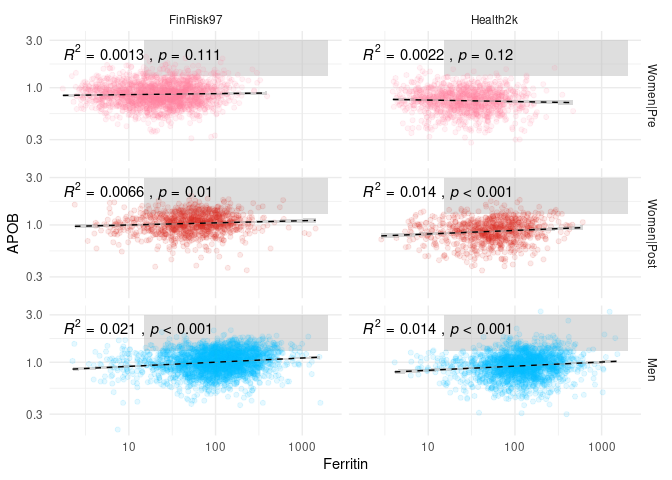 FinRisk97 Health2k
3.0 R² = 0.0013 , p = 0.111 R² = 0.0022 , p = 0.12
1.0
0.3
Women|Pre
3.0 R² = 0.0066 , p = 0.01 R² = 0.014 , p < 0.001
1.0
0.3
Women|Post
APOB
3.0 R² = 0.021 , p < 0.001 R² = 0.014 , p < 0.001
1.0
0.3
Men
10 100 1000 10 100 1000
Ferritin